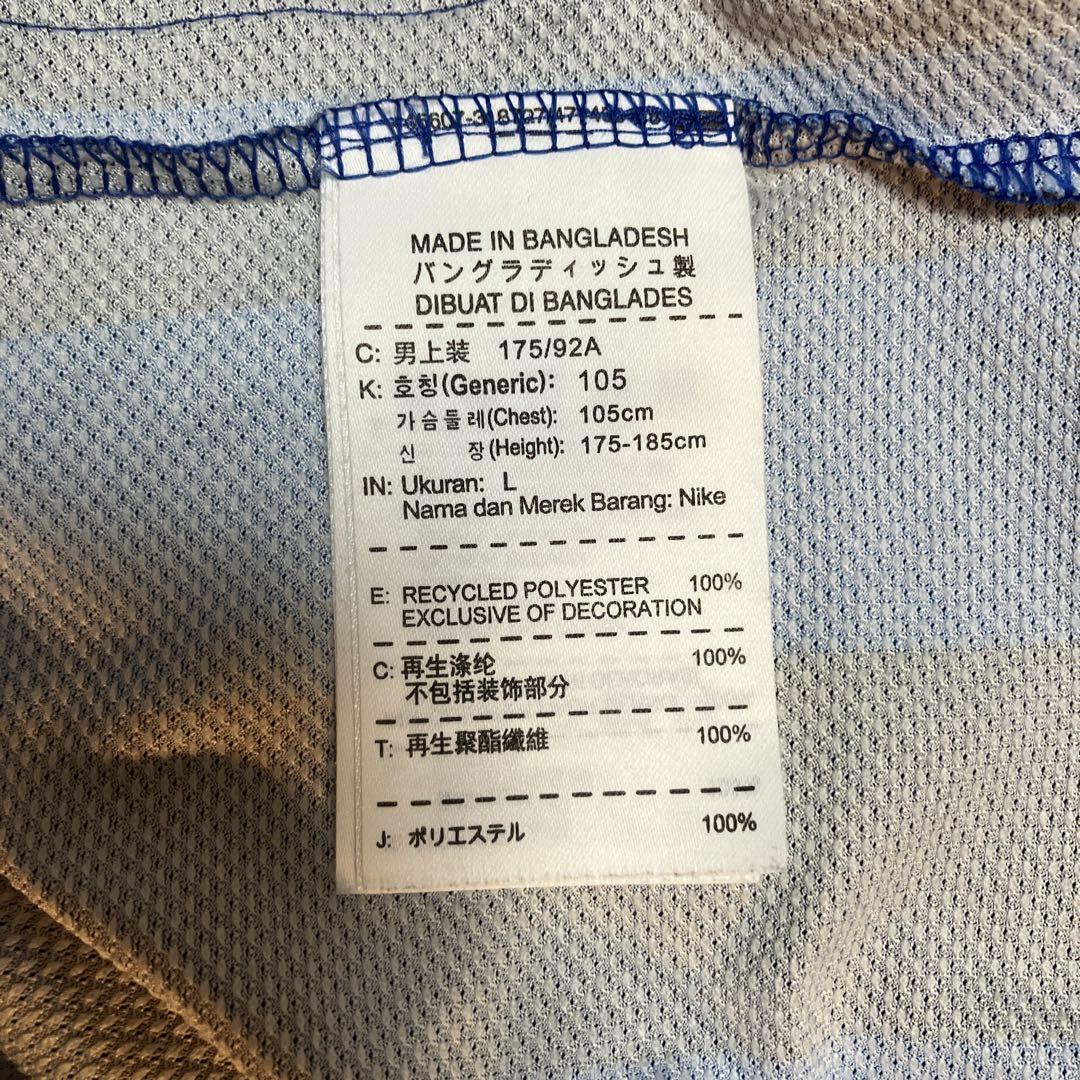 MADE IN BANGLADESH
バングラディッシュ製
DIBUAT DI BANGLADES
C: 男上装 175/92A
K: 호칭(Generic): 105
가슴둘레(Chest): 105cm
신 장(Height): 175-185cm
IN: Ukuran: L
Nama dan Merek Barang: Nike
E: RECYCLED POLYESTER 100%
EXCLUSIVE OF DECORATION
C: 再生涤纶 100%
不包括装饰部分
T: 再生聚酯纖維 100%
J: ポリエステル 100%